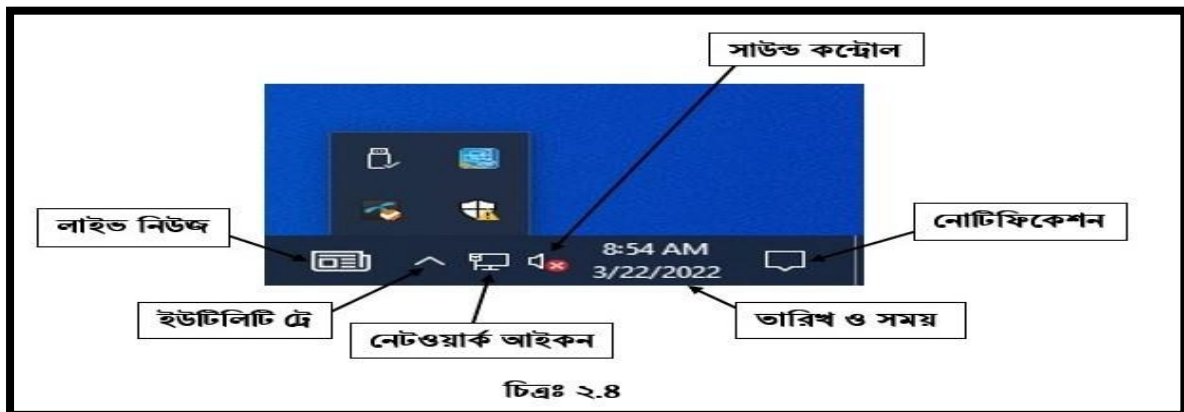 সাউন্ড কন্ট্রোল
লাইভ নিউজ
নোটিফিকেশন
8:54 AM
3/22/2022
ইউটিলিটি ট্রে
নেটওয়ার্ক আইকন
তারিখ ও সময়
চিত্রঃ ২.৪